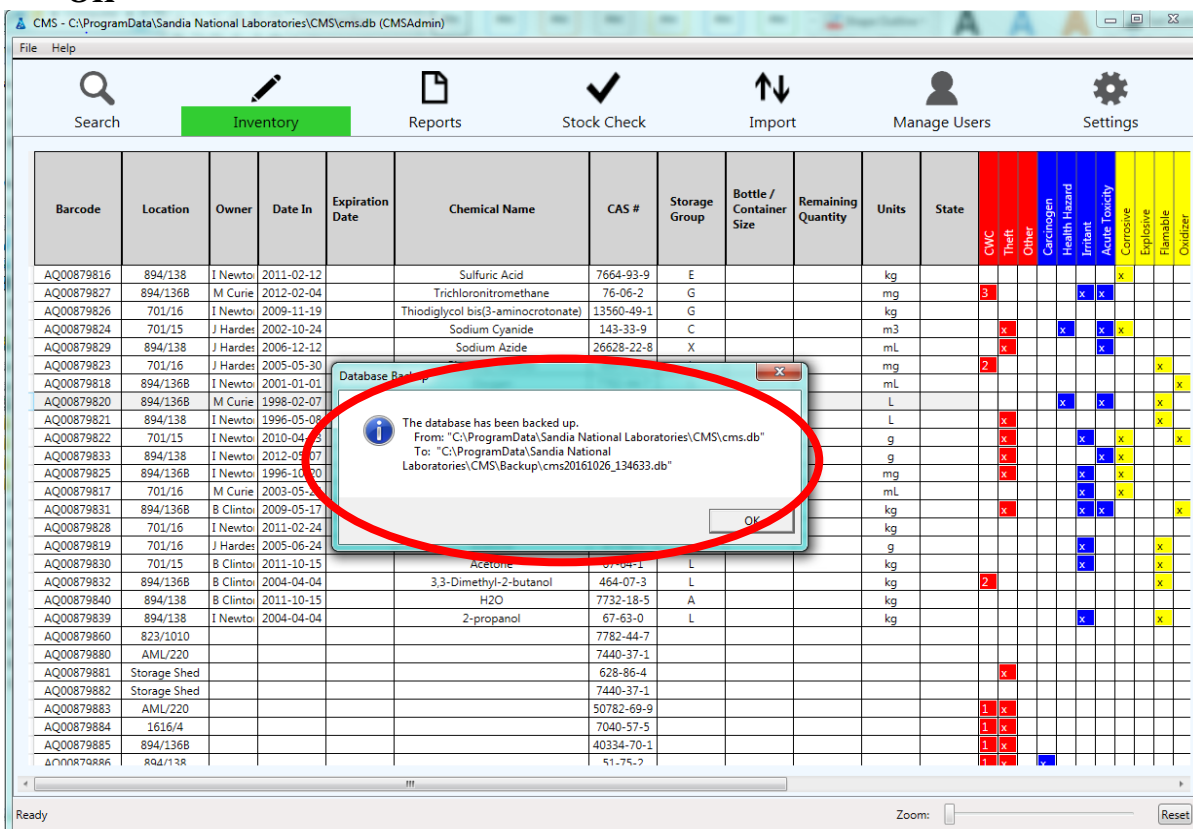 CMS - C:\ProgramData\Sandia National Laboratories\CMS\cms.db (CMSAdmin)
File Help
Search Inventory Reports Stock Check Import Manage Users Settings
Barcode Location Owner Date In Expiration Date Chemical Name CAS # Storage Group Bottle / Container Size Remaining Quantity Units State CWC Theft Other Carcinogen Health Hazard Irritant Acute Toxicity Corrosive Explosive Flamable Oxidizer
AQ00879816 894/138 I Newto 2011-02-12 Sulfuric Acid 7664-93-9 E kg x
AQ00879827 894/136B M Curie 2012-02-04 Trichloronitromethane 76-06-2 G mg 3 x x
AQ00879826 701/16 I Newto 2009-11-19 Thiodiglycol bis(3-aminocrotonate) 13560-49-1 G kg
AQ00879824 701/15 J Hardes 2002-10-24 Sodium Cyanide 143-33-9 C m3 x x x x
AQ00879829 894/138 J Hardes 2006-12-12 Sodium Azide 26628-22-8 X mL x x
AQ00879823 701/16 J Hardes 2005-05-30 mg 2 x
AQ00879818 894/136B I Newto 2001-01-01 mL x
AQ00879820 894/136B M Curie 1998-02-07 L x x x
AQ00879821 894/138 I Newto 1996-05-08 L x x
AQ00879822 701/15 I Newto g x x x x
AQ00879833 894/138 I Newto g x x x
AQ00879825 894/136B I Newto mg x x x
AQ00879817 701/16 M Curie mL x x
AQ00879831 894/136B B Clinto 2009-05-17 kg x x x x
AQ00879828 701/16 I Newto 2011-02-24 kg
AQ00879819 701/16 J Hardes 2005-06-24 g x x
AQ00879830 701/15 B Clinto 2011-10-15 Acetone 67-64-1 L kg x x
AQ00879832 894/136B B Clinto 2004-04-04 3,3-Dimethyl-2-butanol 464-07-3 L kg 2 x
AQ00879840 894/138 B Clinto 2011-10-15 H2O 7732-18-5 A kg
AQ00879839 894/138 I Newto 2004-04-04 2-propanol 67-63-0 L kg x x
AQ00879860 823/1010 7782-44-7
AQ00879880 AML/220 7440-37-1
AQ00879881 Storage Shed 628-86-4 x
AQ00879882 Storage Shed 7440-37-1
AQ00879883 AML/220 50782-69-9 1 x
AQ00879884 1616/4 7040-57-5 1 x
AQ00879885 894/136B 40334-70-1 1 x
AQ00879886 894/138 51-75-2 1 x x
Database Backup
The database has been backed up.
From: "C:\ProgramData\Sandia National Laboratories\CMS\cms.db"
To: "C:\ProgramData\Sandia National
Laboratories\CMS\Backup\cms20161026_134633.db"
OK
Ready Zoom: Reset